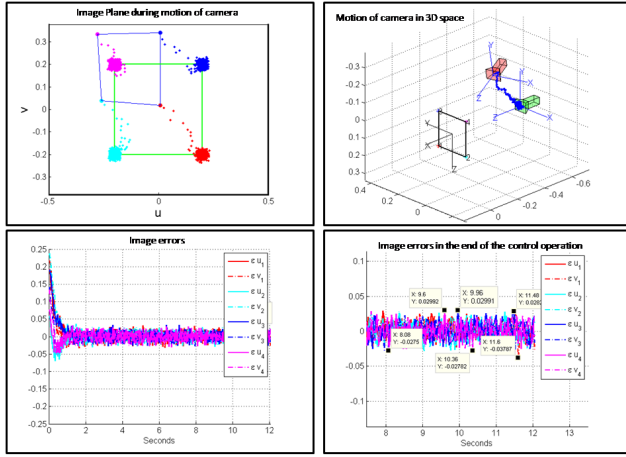 Image Plane during motion of camera
0.3
0.2
0.1
0
-0.1
-0.2
-0.3
v
-0.5
0
0.5
u
Motion of camera in 3D space
-0.3
-0.2
-0.1
0
0.1
0.2
0.3
0.4
0.2
0
0
-0.2
-0.4
-0.6
Y
X
Z
Y
X
Z
Y
X
Z
2
Image errors
0.25
0.2
0.15
0.1
0.05
0
-0.05
-0.1
-0.15
-0.2
-0.25
0
2
4
6
8
10
12
Seconds
ε u1
ε v1
ε u2
ε v2
ε u3
ε v3
ε u4
ε v4
Image errors in the end of the control operation
0.1
0.05
0
-0.05
-0.1
8
9
10
11
12
13
Seconds
X: 9.6
Y: 0.02992
X: 9.96
Y: 0.02991
X: 11.48
X: 8.08
Y: -0.0275
X: 10.36
Y: -0.02782
X: 11.6
Y: -0.03787
ε u1
ε v1
ε u2
ε v2
ε u3
ε v3
ε u4
ε v4